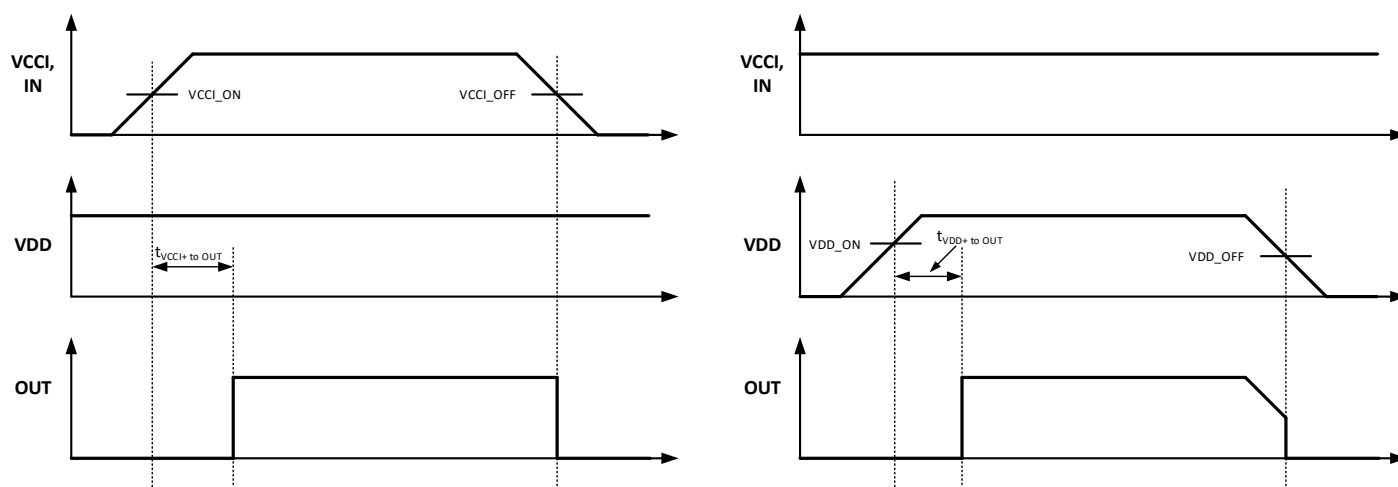 VCCI,
IN
VCCI_ON
VCCI_OFF
VDD
tVCCI+ to OUT
OUT
VCCI,
IN
VDD
VDD_ON
tVDD+ to OUT
VDD_OFF
OUT